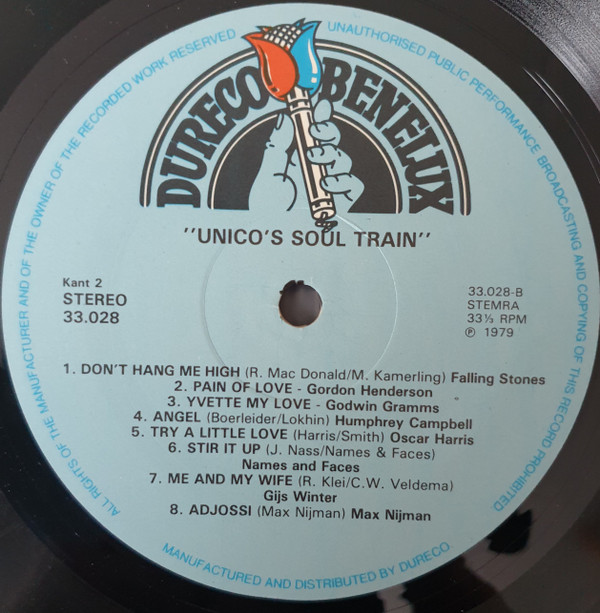 ALL RIGHTS OF THE MANUFACTURER AND OF THE OWNER OF THE RECORDED WORK RESERVED
UNAUTHORISED PUBLIC PERFORMANCE BROADCASTING AND COPYING OF THIS RECORD PROHIBITED
DURECO BENELUX
"UNICO'S SOUL TRAIN"
Kant 2
STEREO
33.028
33.028-B
STEMRA
33⅓ RPM
℗ 1979
1. DON'T HANG ME HIGH (R. Mac Donald/M. Kamerling) Falling Stones
2. PAIN OF LOVE - Gordon Henderson
3. YVETTE MY LOVE - Godwin Gramms
4. ANGEL (Boerleider/Lokhin) Humphrey Campbell
5. TRY A LITTLE LOVE (Harris/Smith) Oscar Harris
6. STIR IT UP (J. Nass/Names & Faces)
Names and Faces
7. ME AND MY WIFE (R. Klei/C.W. Veldema)
Gijs Winter
8. ADJOSSI (Max Nijman) Max Nijman
MANUFACTURED AND DISTRIBUTED BY DURECO